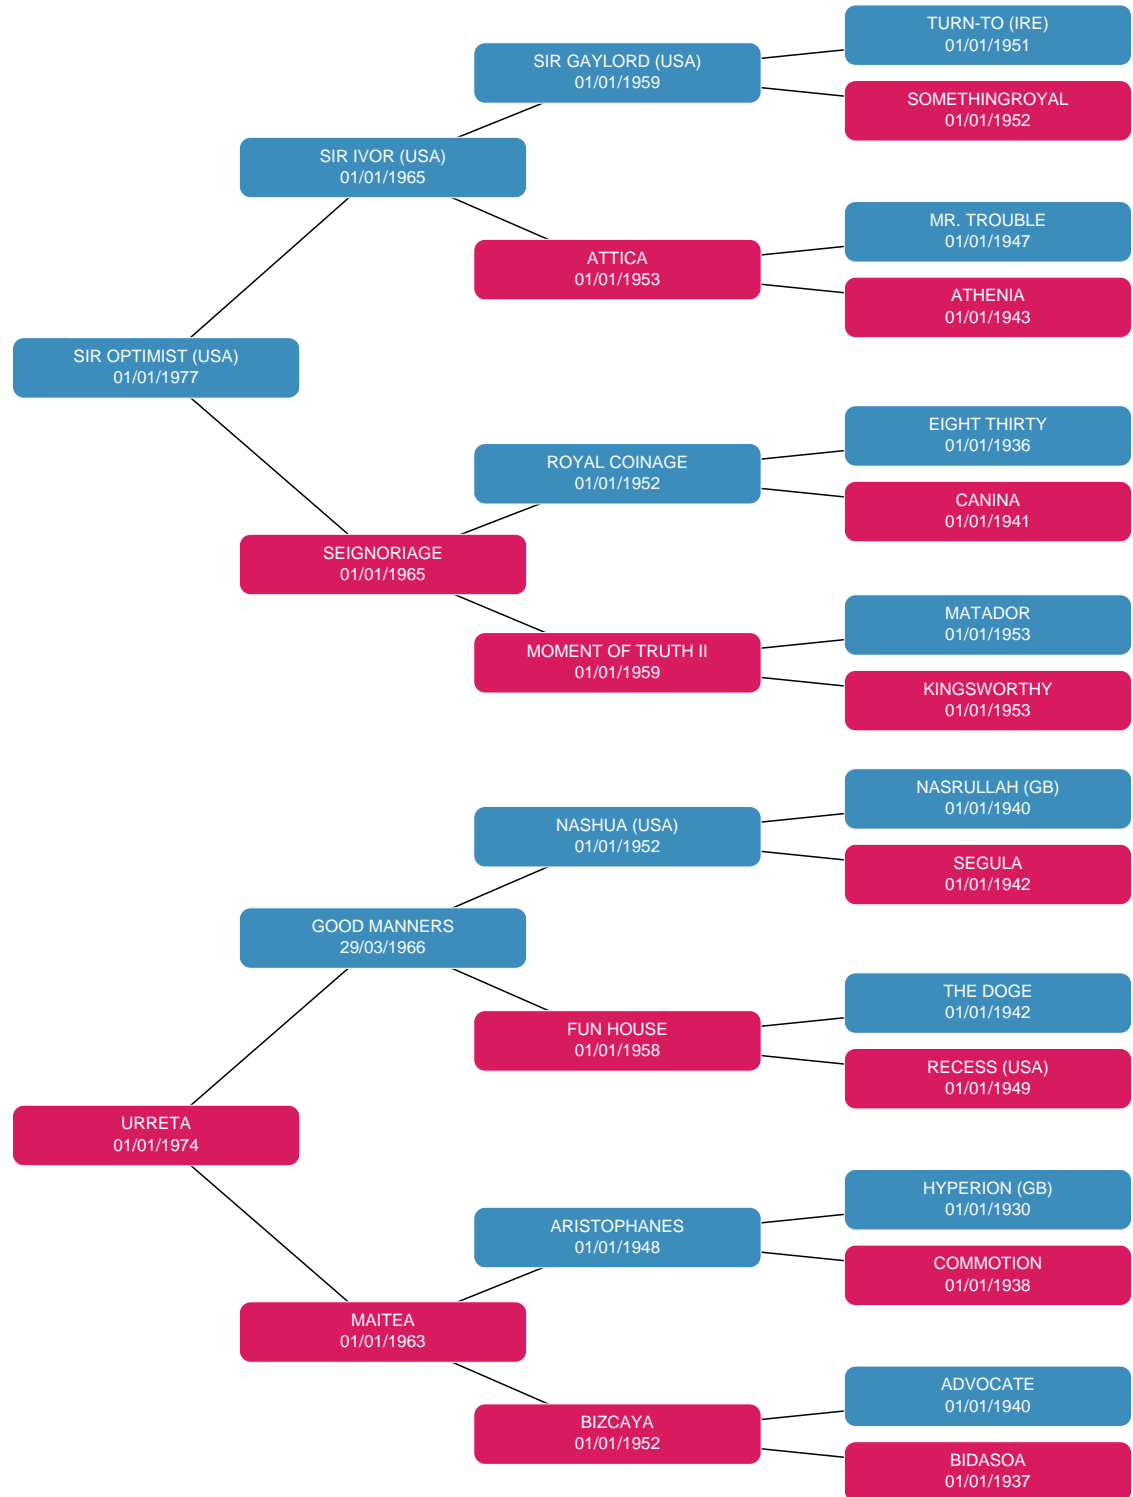 TURN-TO (IRE)
01/01/1951
SIR GAYLORD (USA)
01/01/1959
SOMETHINGROYAL
01/01/1952
SIR IVOR (USA)
01/01/1965
MR. TROUBLE
01/01/1947
ATTICA
01/01/1953
ATHENIA
01/01/1943
SIR OPTIMIST (USA)
01/01/1977
EIGHT THIRTY
01/01/1936
ROYAL COINAGE
01/01/1952
CANINA
01/01/1941
SEIGNORIAGE
01/01/1965
MATADOR
01/01/1953
MOMENT OF TRUTH II
01/01/1959
KINGSWORTHY
01/01/1953
NASRULLAH (GB)
01/01/1940
NASHUA (USA)
01/01/1952
SEGULA
01/01/1942
GOOD MANNERS
29/03/1966
THE DOGE
01/01/1942
FUN HOUSE
01/01/1958
RECESS (USA)
01/01/1949
URRETA
01/01/1974
HYPERION (GB)
01/01/1930
ARISTOPHANES
01/01/1948
COMMOTION
01/01/1938
MAITEA
01/01/1963
ADVOCATE
01/01/1940
BIZCAYA
01/01/1952
BIDASOA
01/01/1937